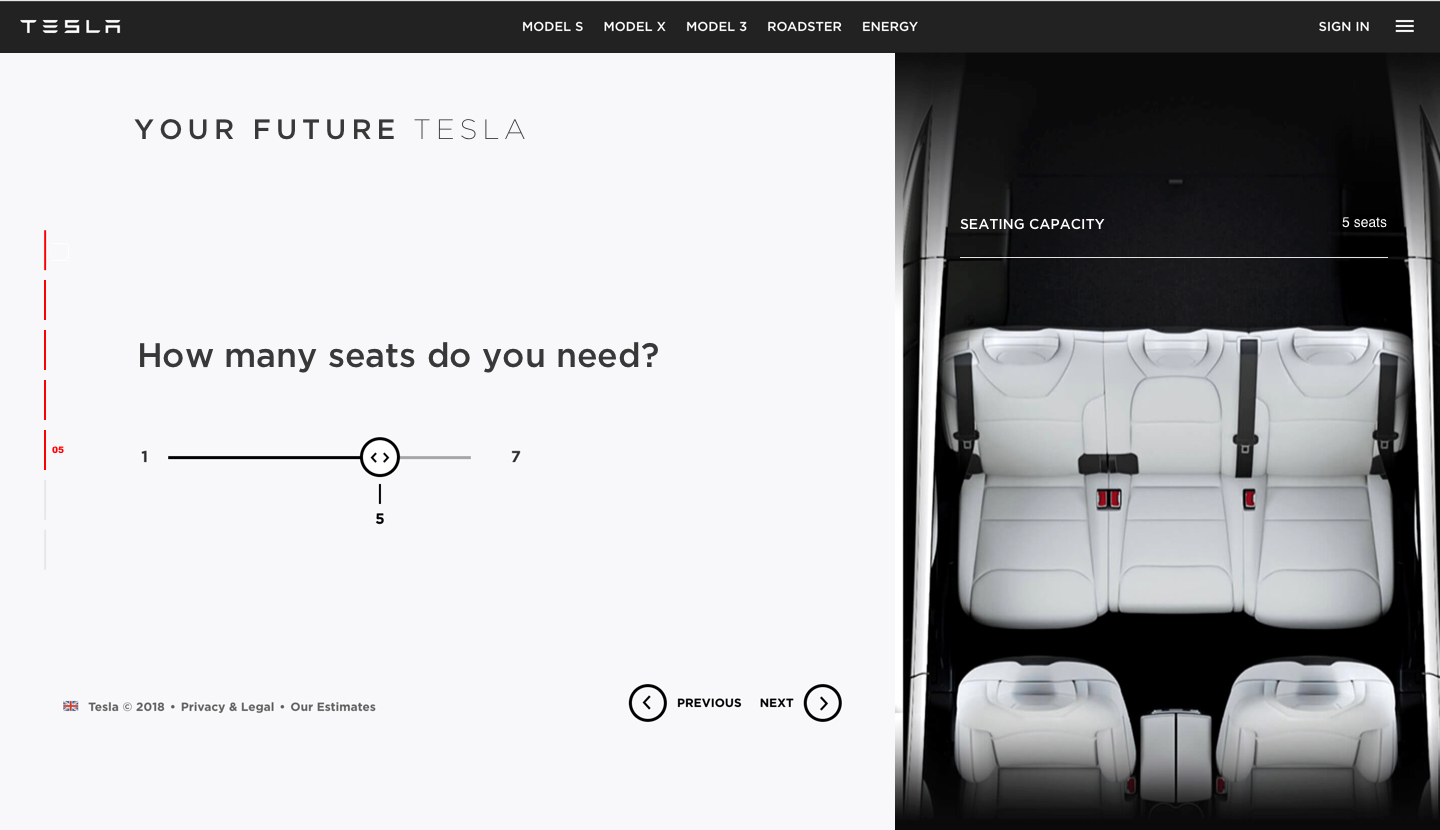 TESLA MODEL S MODEL X MODEL 3 ROADSTER ENERGY SIGN IN
YOUR FUTURE TESLA
How many seats do you need?
05
1 7
5
Tesla © 2018 • Privacy & Legal • Our Estimates
PREVIOUS NEXT
SEATING CAPACITY 5 seats